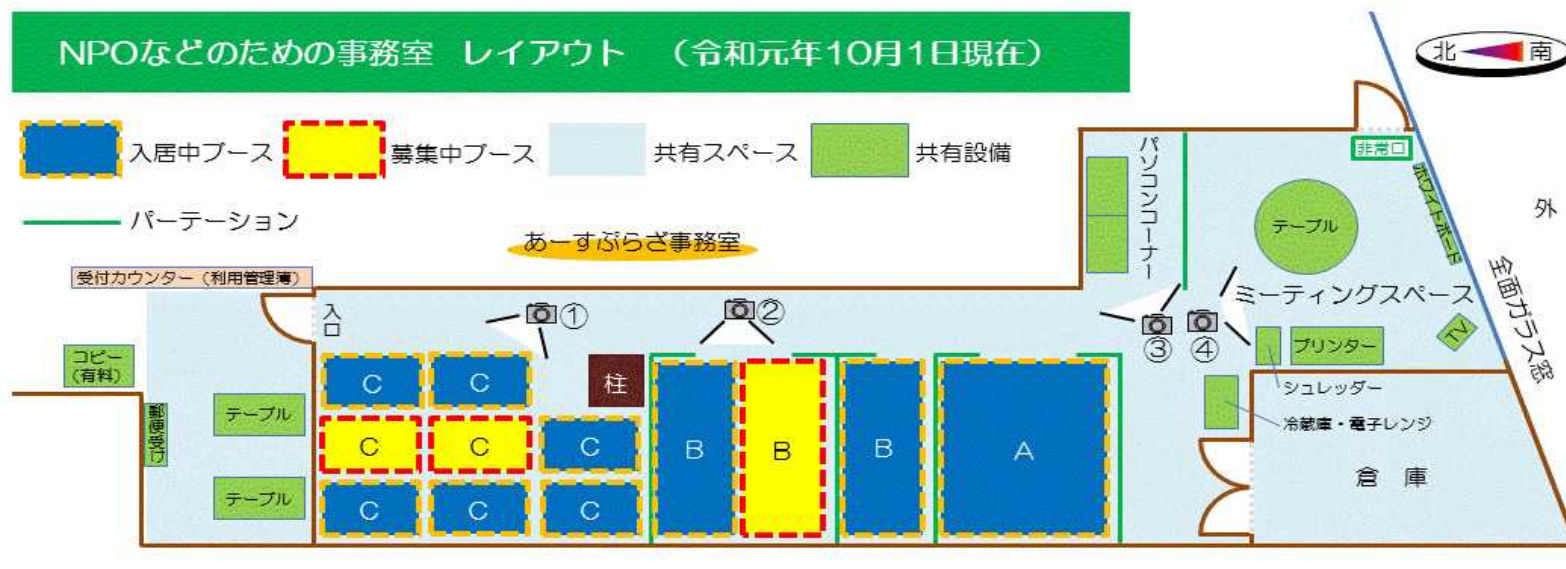 NPOなどのための事務室 レイアウト （令和元年10月1日現在）
北 南
入居中ブース
募集中ブース
共有スペース
共有設備
パーテーション
あーすぷらざ事務室
受付カウンター（利用管理簿）
入口
コピー
（有料）
郵便受け
テーブル
テーブル
①
②
③
④
C
C
柱
C
C
C
C
C
C
B
B
B
A
パソコンコーナー
非常口
ホワイトボード
テーブル
外
全面ガラス窓
ミーティングスペース
TV
プリンター
シュレッダー
冷蔵庫・電子レンジ
倉 庫